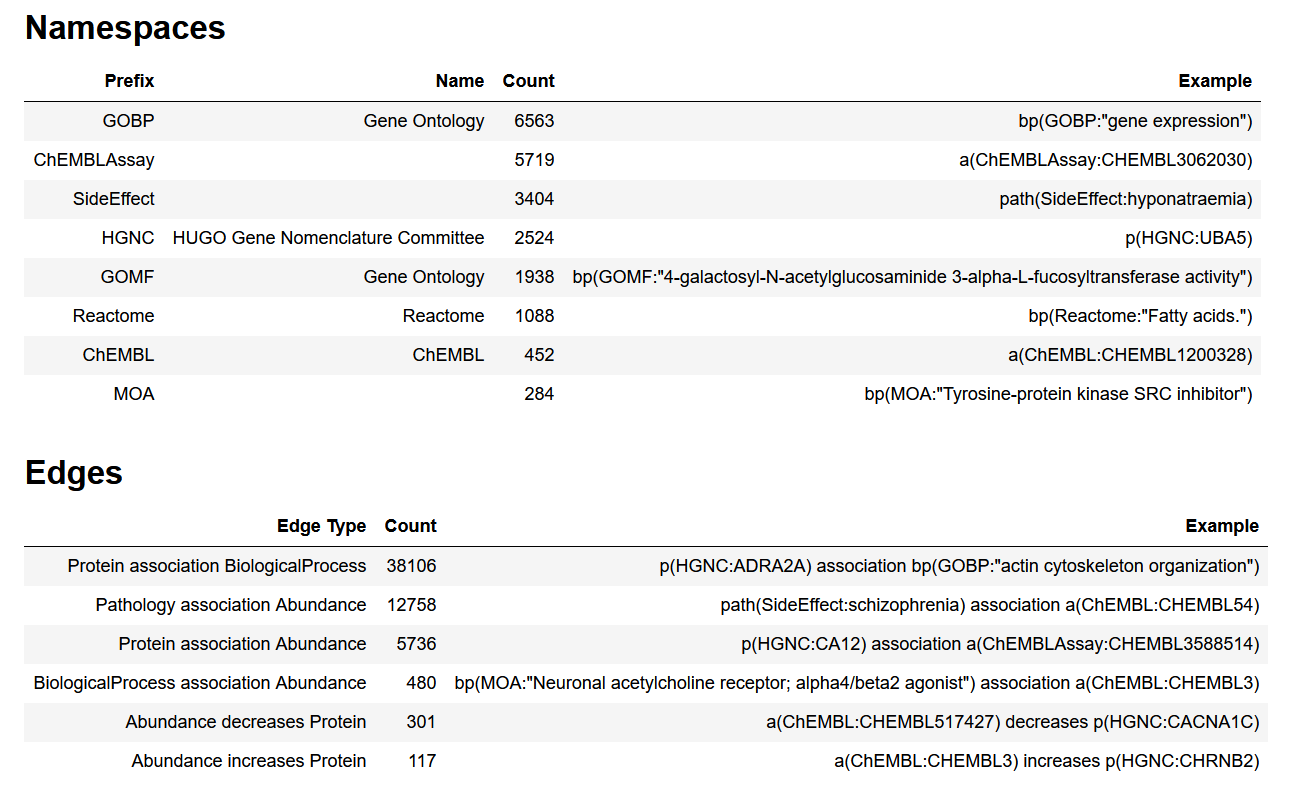 Namespaces
Prefix Name Count Example
GOBP Gene Ontology 6563 bp(GOBP:"gene expression")
ChEMBLAssay 5719 a(ChEMBLAssay:CHEMBL3062030)
SideEffect 3404 path(SideEffect:hyponatraemia)
HGNC HUGO Gene Nomenclature Committee 2524 p(HGNC:UBA5)
GOMF Gene Ontology 1938 bp(GOMF:"4-galactosyl-N-acetylglucosaminide 3-alpha-L-fucosyltransferase activity")
Reactome Reactome 1088 bp(Reactome:"Fatty acids.")
ChEMBL ChEMBL 452 a(ChEMBL:CHEMBL1200328)
MOA 284 bp(MOA:"Tyrosine-protein kinase SRC inhibitor")
Edges
Edge Type Count Example
Protein association BiologicalProcess 38106 p(HGNC:ADRA2A) association bp(GOBP:"actin cytoskeleton organization")
Pathology association Abundance 12758 path(SideEffect:schizophrenia) association a(ChEMBL:CHEMBL54)
Protein association Abundance 5736 p(HGNC:CA12) association a(ChEMBLAssay:CHEMBL3588514)
BiologicalProcess association Abundance 480 bp(MOA:"Neuronal acetylcholine receptor; alpha4/beta2 agonist") association a(ChEMBL:CHEMBL3)
Abundance decreases Protein 301 a(ChEMBL:CHEMBL517427) decreases p(HGNC:CACNA1C)
Abundance increases Protein 117 a(ChEMBL:CHEMBL3) increases p(HGNC:CHRNB2)